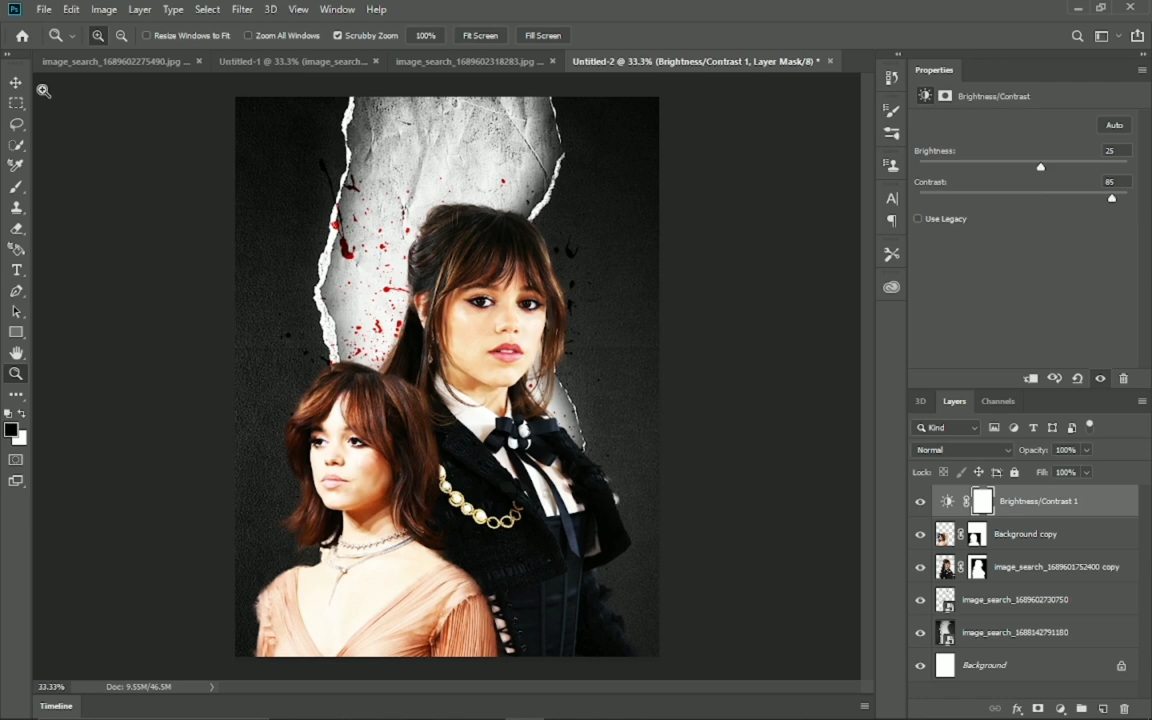 Ps File Edit Image Layer Type Select Filter 3D View Window Help
Resize Windows to Fit Zoom All Windows Scrubby Zoom 100% Fit Screen Fill Screen
image_search_1689602275490.jpg ... × Untitled-1 @ 33.3% (image_search... × image_search_1689602318283.jpg ... × Untitled-2 @ 33.3% (Brightness/Contrast 1, Layer Mask/8) * ×
Properties
Brightness/Contrast
Auto
Brightness: 25
Contrast: 85
Use Legacy
3D Layers Channels
Kind
Normal Opacity: 100%
Lock: Fill: 100%
Brightness/Contrast 1
Background copy
image_search_1689601752400 copy
image_search_1689602730750
image_search_1688142791180
Background
33.33% Doc: 9.55M/46.5M
Timeline